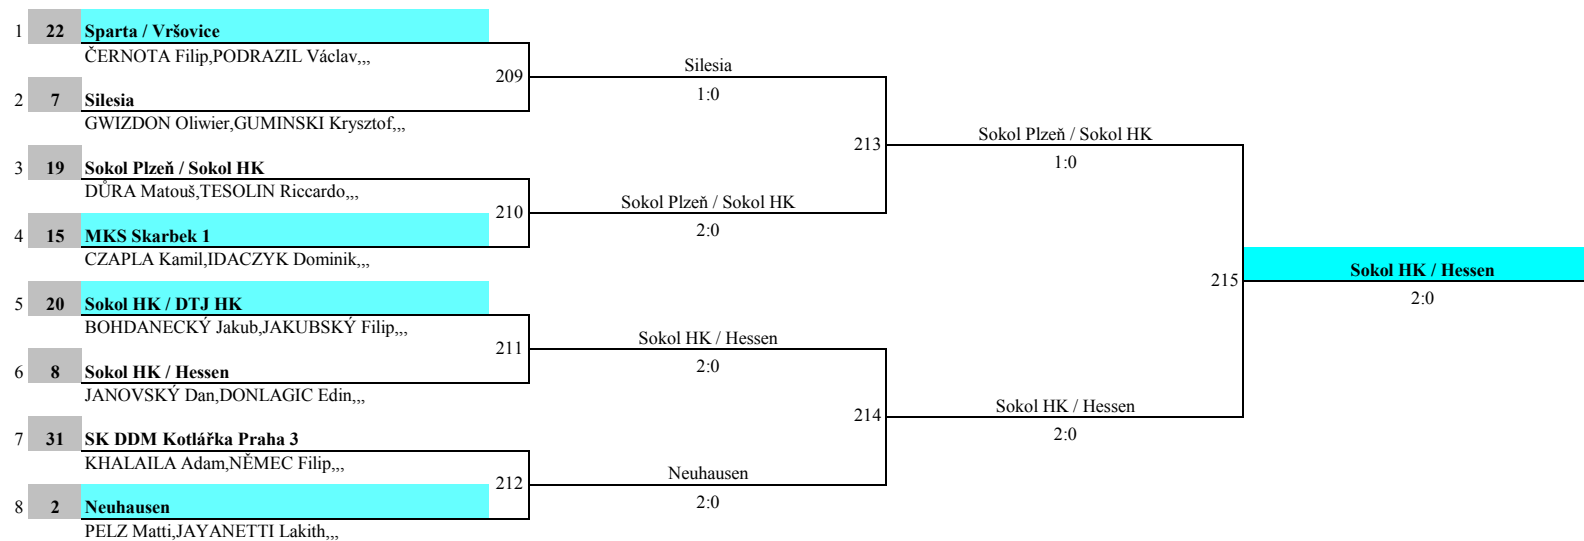 1 22 Sparta / Vršovice
ČERNOTA Filip,PODRAZIL Václav,,,
209
Silesia
1:0
2 7 Silesia
GWIZDON Oliwier,GUMINSKI Krysztof,,,
213
Sokol Plzeň / Sokol HK
1:0
3 19 Sokol Plzeň / Sokol HK
DŮRA Matouš,TESOLIN Riccardo,,,
210
Sokol Plzeň / Sokol HK
2:0
4 15 MKS Skarbek 1
CZAPLA Kamil,IDACZYK Dominik,,,
215
Sokol HK / Hessen
2:0
5 20 Sokol HK / DTJ HK
BOHDANECKÝ Jakub,JAKUBSKÝ Filip,,,
211
Sokol HK / Hessen
2:0
6 8 Sokol HK / Hessen
JANOVSKÝ Dan,DONLAGIC Edin,,,
214
Sokol HK / Hessen
2:0
7 31 SK DDM Kotlářka Praha 3
KHALAILA Adam,NĚMEC Filip,,,
212
Neuhausen
2:0
8 2 Neuhausen
PELZ Matti,JAYANETTI Lakith,,,